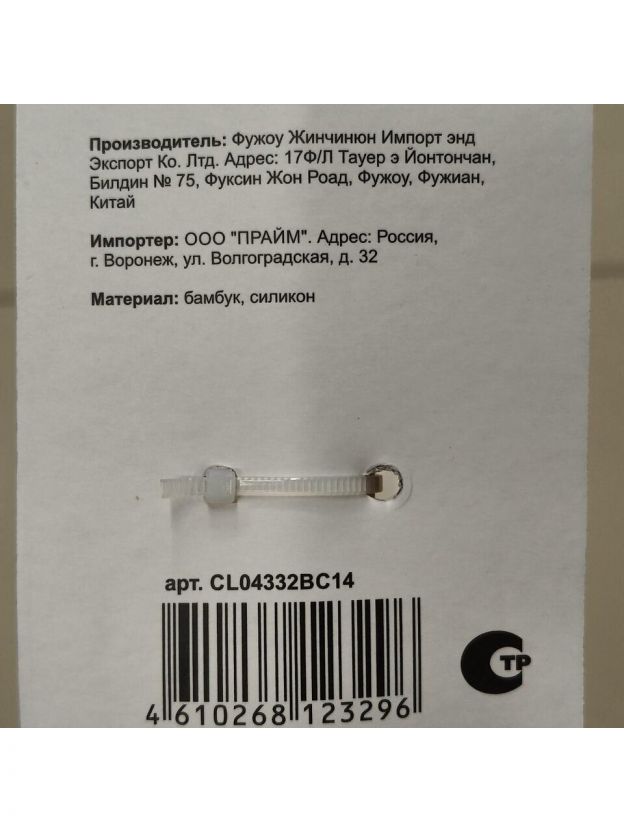 Производитель: Фужоу Жинчинюн Импорт энд
Экспорт Ко. Лтд. Адрес: 17Ф/Л Тауер э Йонтончан,
Билдин № 75, Фуксин Жон Роад, Фужоу, Фужиан,
Китай
Импортер: ООО "ПРАЙМ". Адрес: Россия,
г. Воронеж, ул. Волгоградская, д. 32
Материал: бамбук, силикон
арт. CL04332BC14
4 610268 123296
СТР